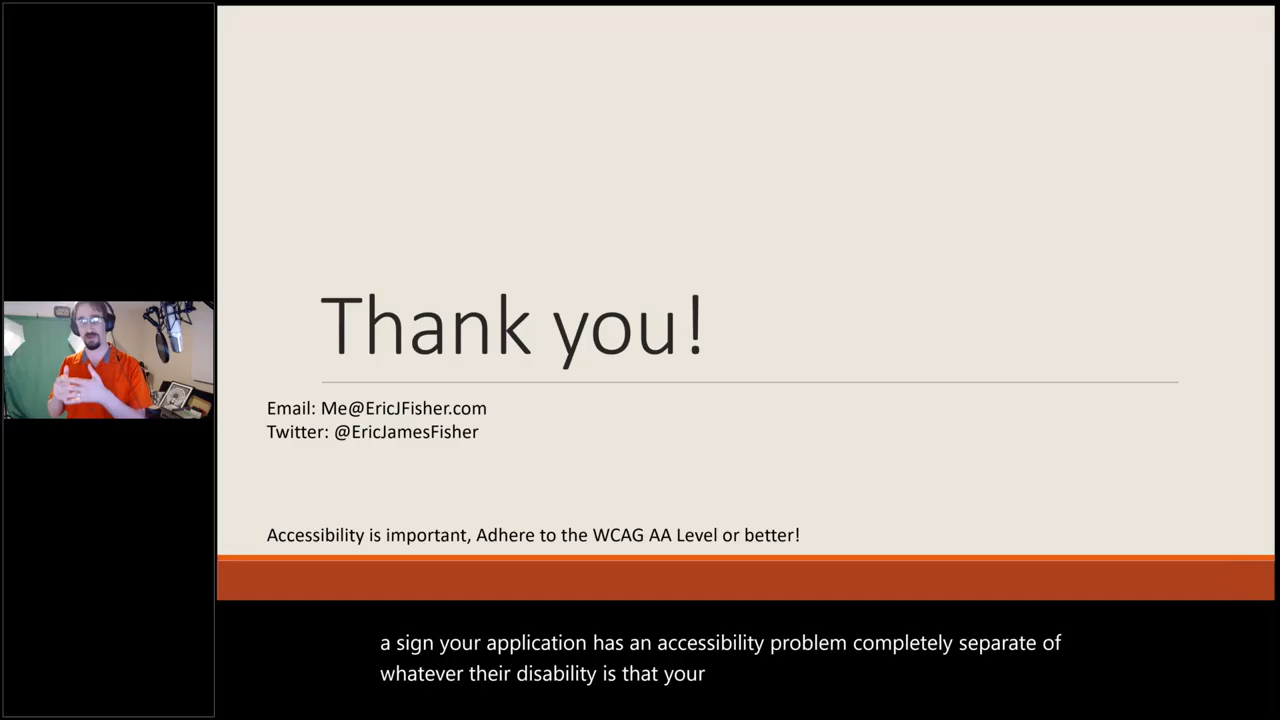 Thank you!
Email: Me@EricJFisher.com
Twitter: @EricJamesFisher
Accessibility is important, Adhere to the WCAG AA Level or better!
a sign your application has an accessibility problem completely separate of
whatever their disability is that your